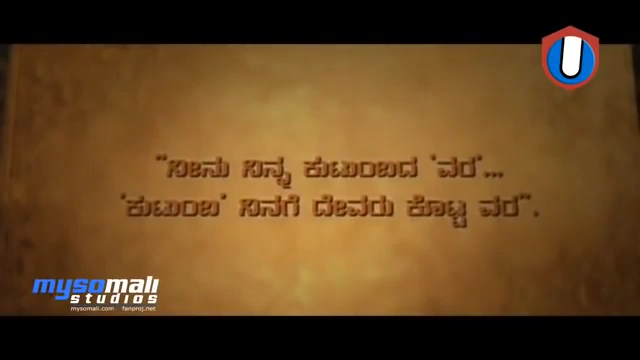 U
"ನೀನು ನಿನ್ನ ಕುಟುಂಬದ 'ವರ'...
'ಕುಟುಂಬ' ನಿನಗೆ ದೇವರು ಕೊಟ್ಟ ವರ".
mysomali
studios
mysomali.com fanproj.net